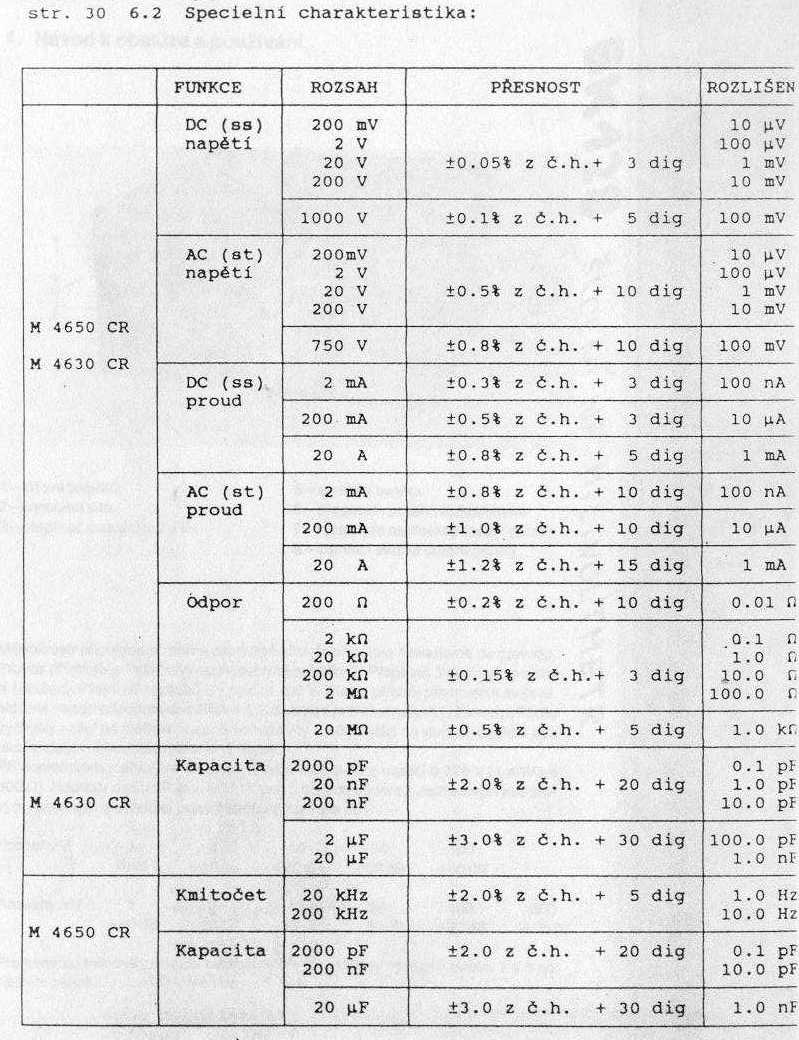 str. 30 6.2 Specielní charakteristika:
FUNKCE ROZSAH PŘESNOST ROZLIŠEN
M 4650 CR
M 4630 CR
DC (ss) napětí
200 mV 10 µV
2 V 100 µV
20 V ±0.05% z č.h.+ 3 dig 1 mV
200 V 10 mV
1000 V ±0.1% z č.h. + 5 dig 100 mV
AC (st) napětí
200mV 10 µV
2 V 100 µV
20 V ±0.5% z č.h. + 10 dig 1 mV
200 V 10 mV
750 V ±0.8% z č.h. + 10 dig 100 mV
DC (ss) proud
2 mA ±0.3% z č.h. + 3 dig 100 nA
200 mA ±0.5% z č.h. + 3 dig 10 µA
20 A ±0.8% z č.h. + 5 dig 1 mA
AC (st) proud
2 mA ±0.8% z č.h. + 10 dig 100 nA
200 mA ±1.0% z č.h. + 10 dig 10 µA
20 A ±1.2% z č.h. + 15 dig 1 mA
Odpor 200 Ω ±0.2% z č.h. + 10 dig 0.01 Ω
2 kΩ 0.1 Ω
20 kΩ 1.0 Ω
200 kΩ ±0.15% z č.h.+ 3 dig 10.0 Ω
2 MΩ 100.0 Ω
20 MΩ ±0.5% z č.h. + 5 dig 1.0 kΩ
M 4630 CR
Kapacita 2000 pF 0.1 pF
20 nF ±2.0% z č.h. + 20 dig 1.0 pF
200 nF 10.0 pF
2 µF ±3.0% z č.h. + 30 dig 100.0 pF
20 µF 1.0 nF
M 4650 CR
Kmitočet 20 kHz ±2.0% z č.h. + 5 dig 1.0 Hz
200 kHz 10.0 Hz
Kapacita 2000 pF ±2.0 z č.h. + 20 dig 0.1 pF
200 nF 10.0 pF
20 µF ±3.0 z č.h. + 30 dig 1.0 nF